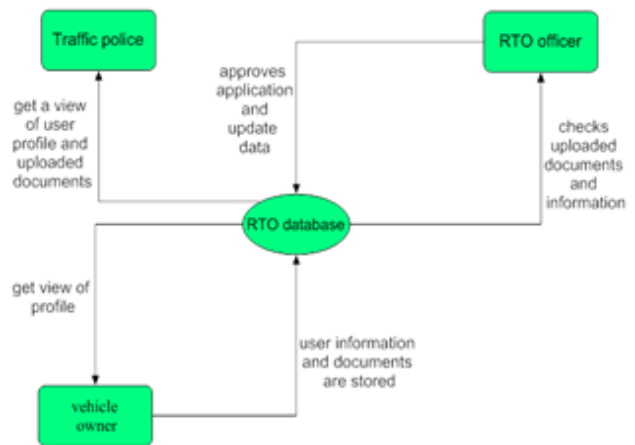 Traffic police
RTO officer
approves
application
and
update
data
get a view
of user
profile and
uploaded
documents
checks
uploaded
documents
and
information
RTO database
get view of
profile
user information
and documents
are stored
vehicle
owner